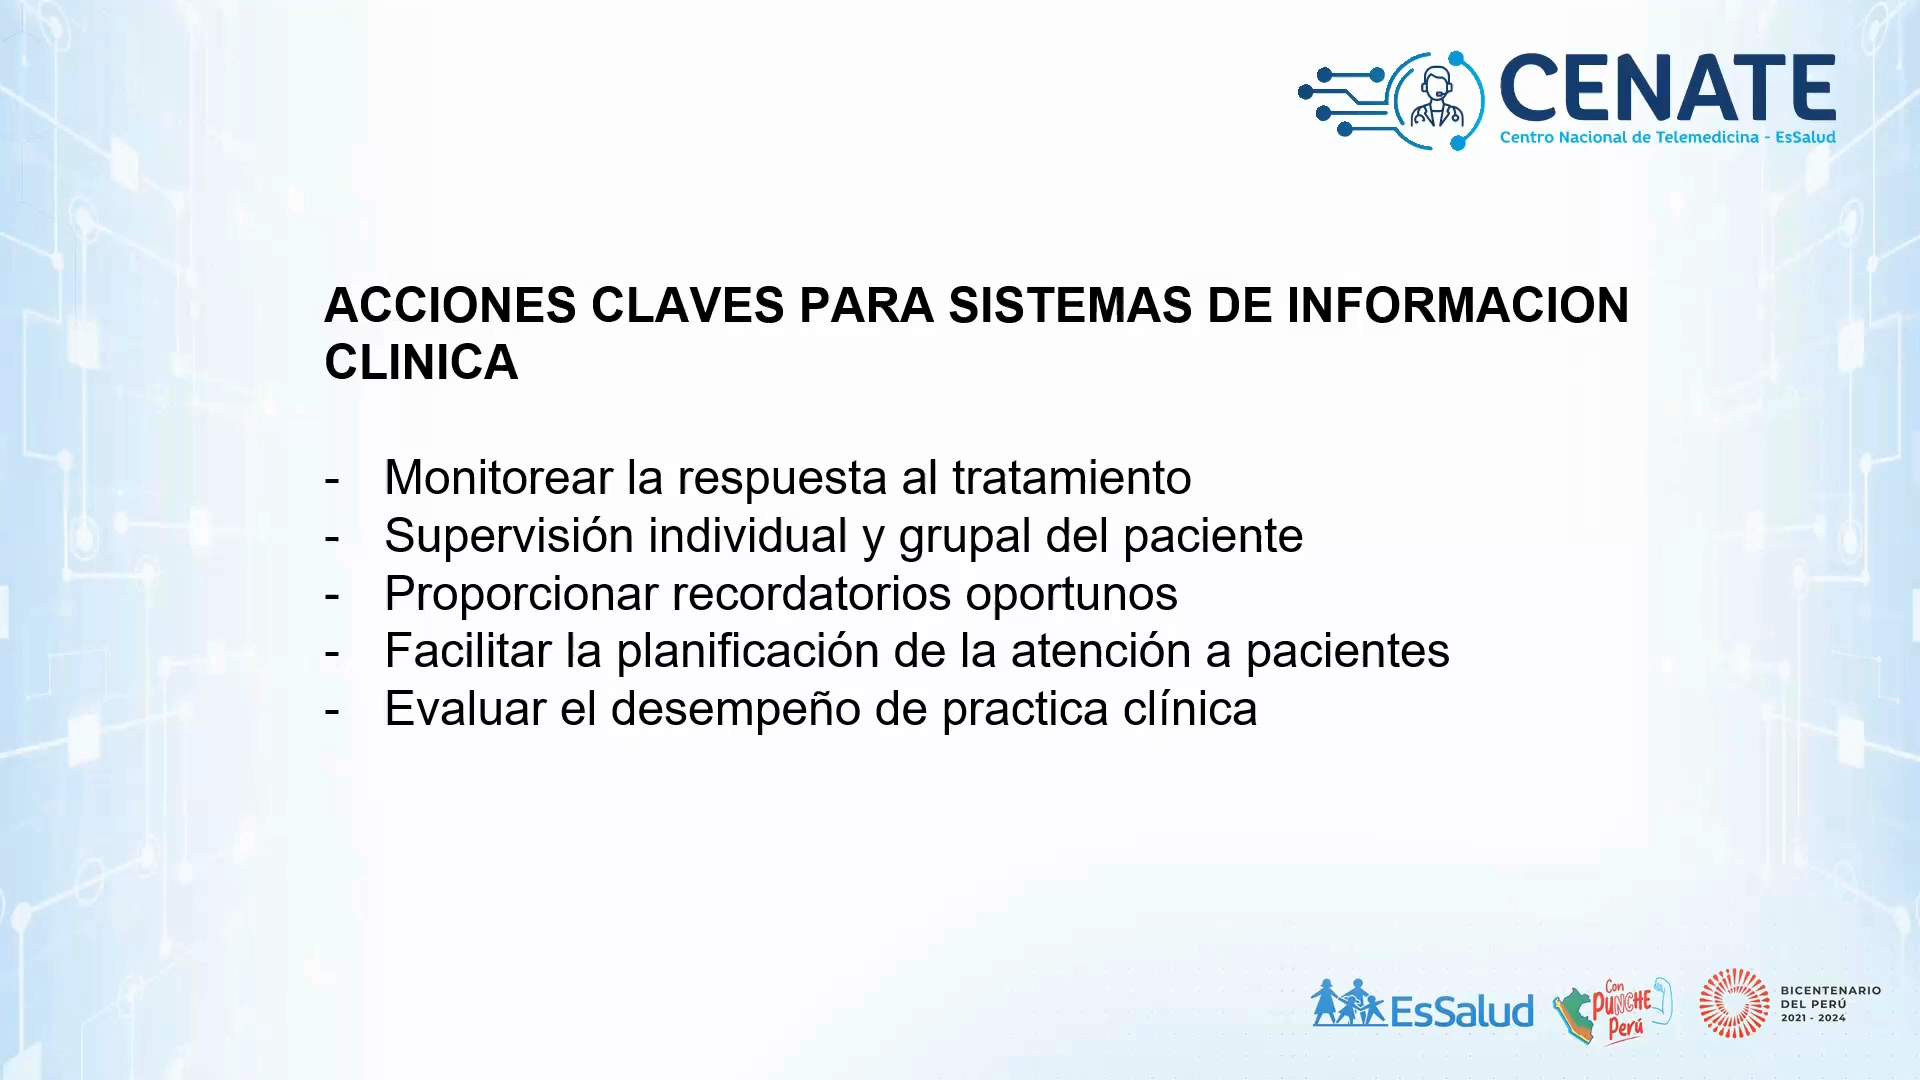 CENATE
Centro Nacional de Telemedicina - EsSalud
ACCIONES CLAVES PARA SISTEMAS DE INFORMACION
CLINICA
- Monitorear la respuesta al tratamiento
- Supervisión individual y grupal del paciente
- Proporcionar recordatorios oportunos
- Facilitar la planificación de la atención a pacientes
- Evaluar el desempeño de practica clínica
EsSalud
Con
PUNCHE
Perú
BICENTENARIO
DEL PERÚ
2021 - 2024